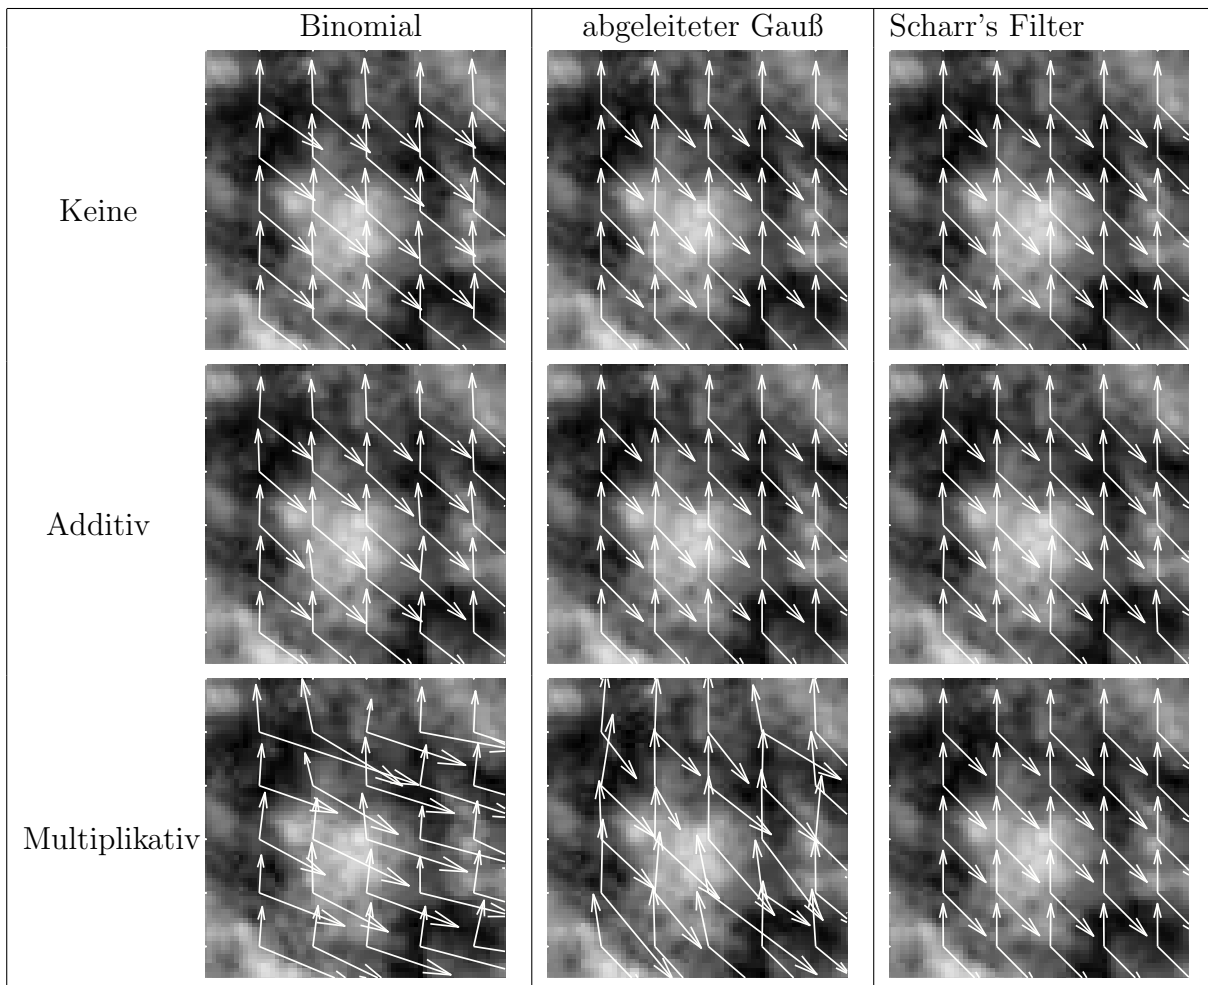 Binomial abgeleiteter Gauß Scharr's Filter
Keine
Additiv
Multiplikativ